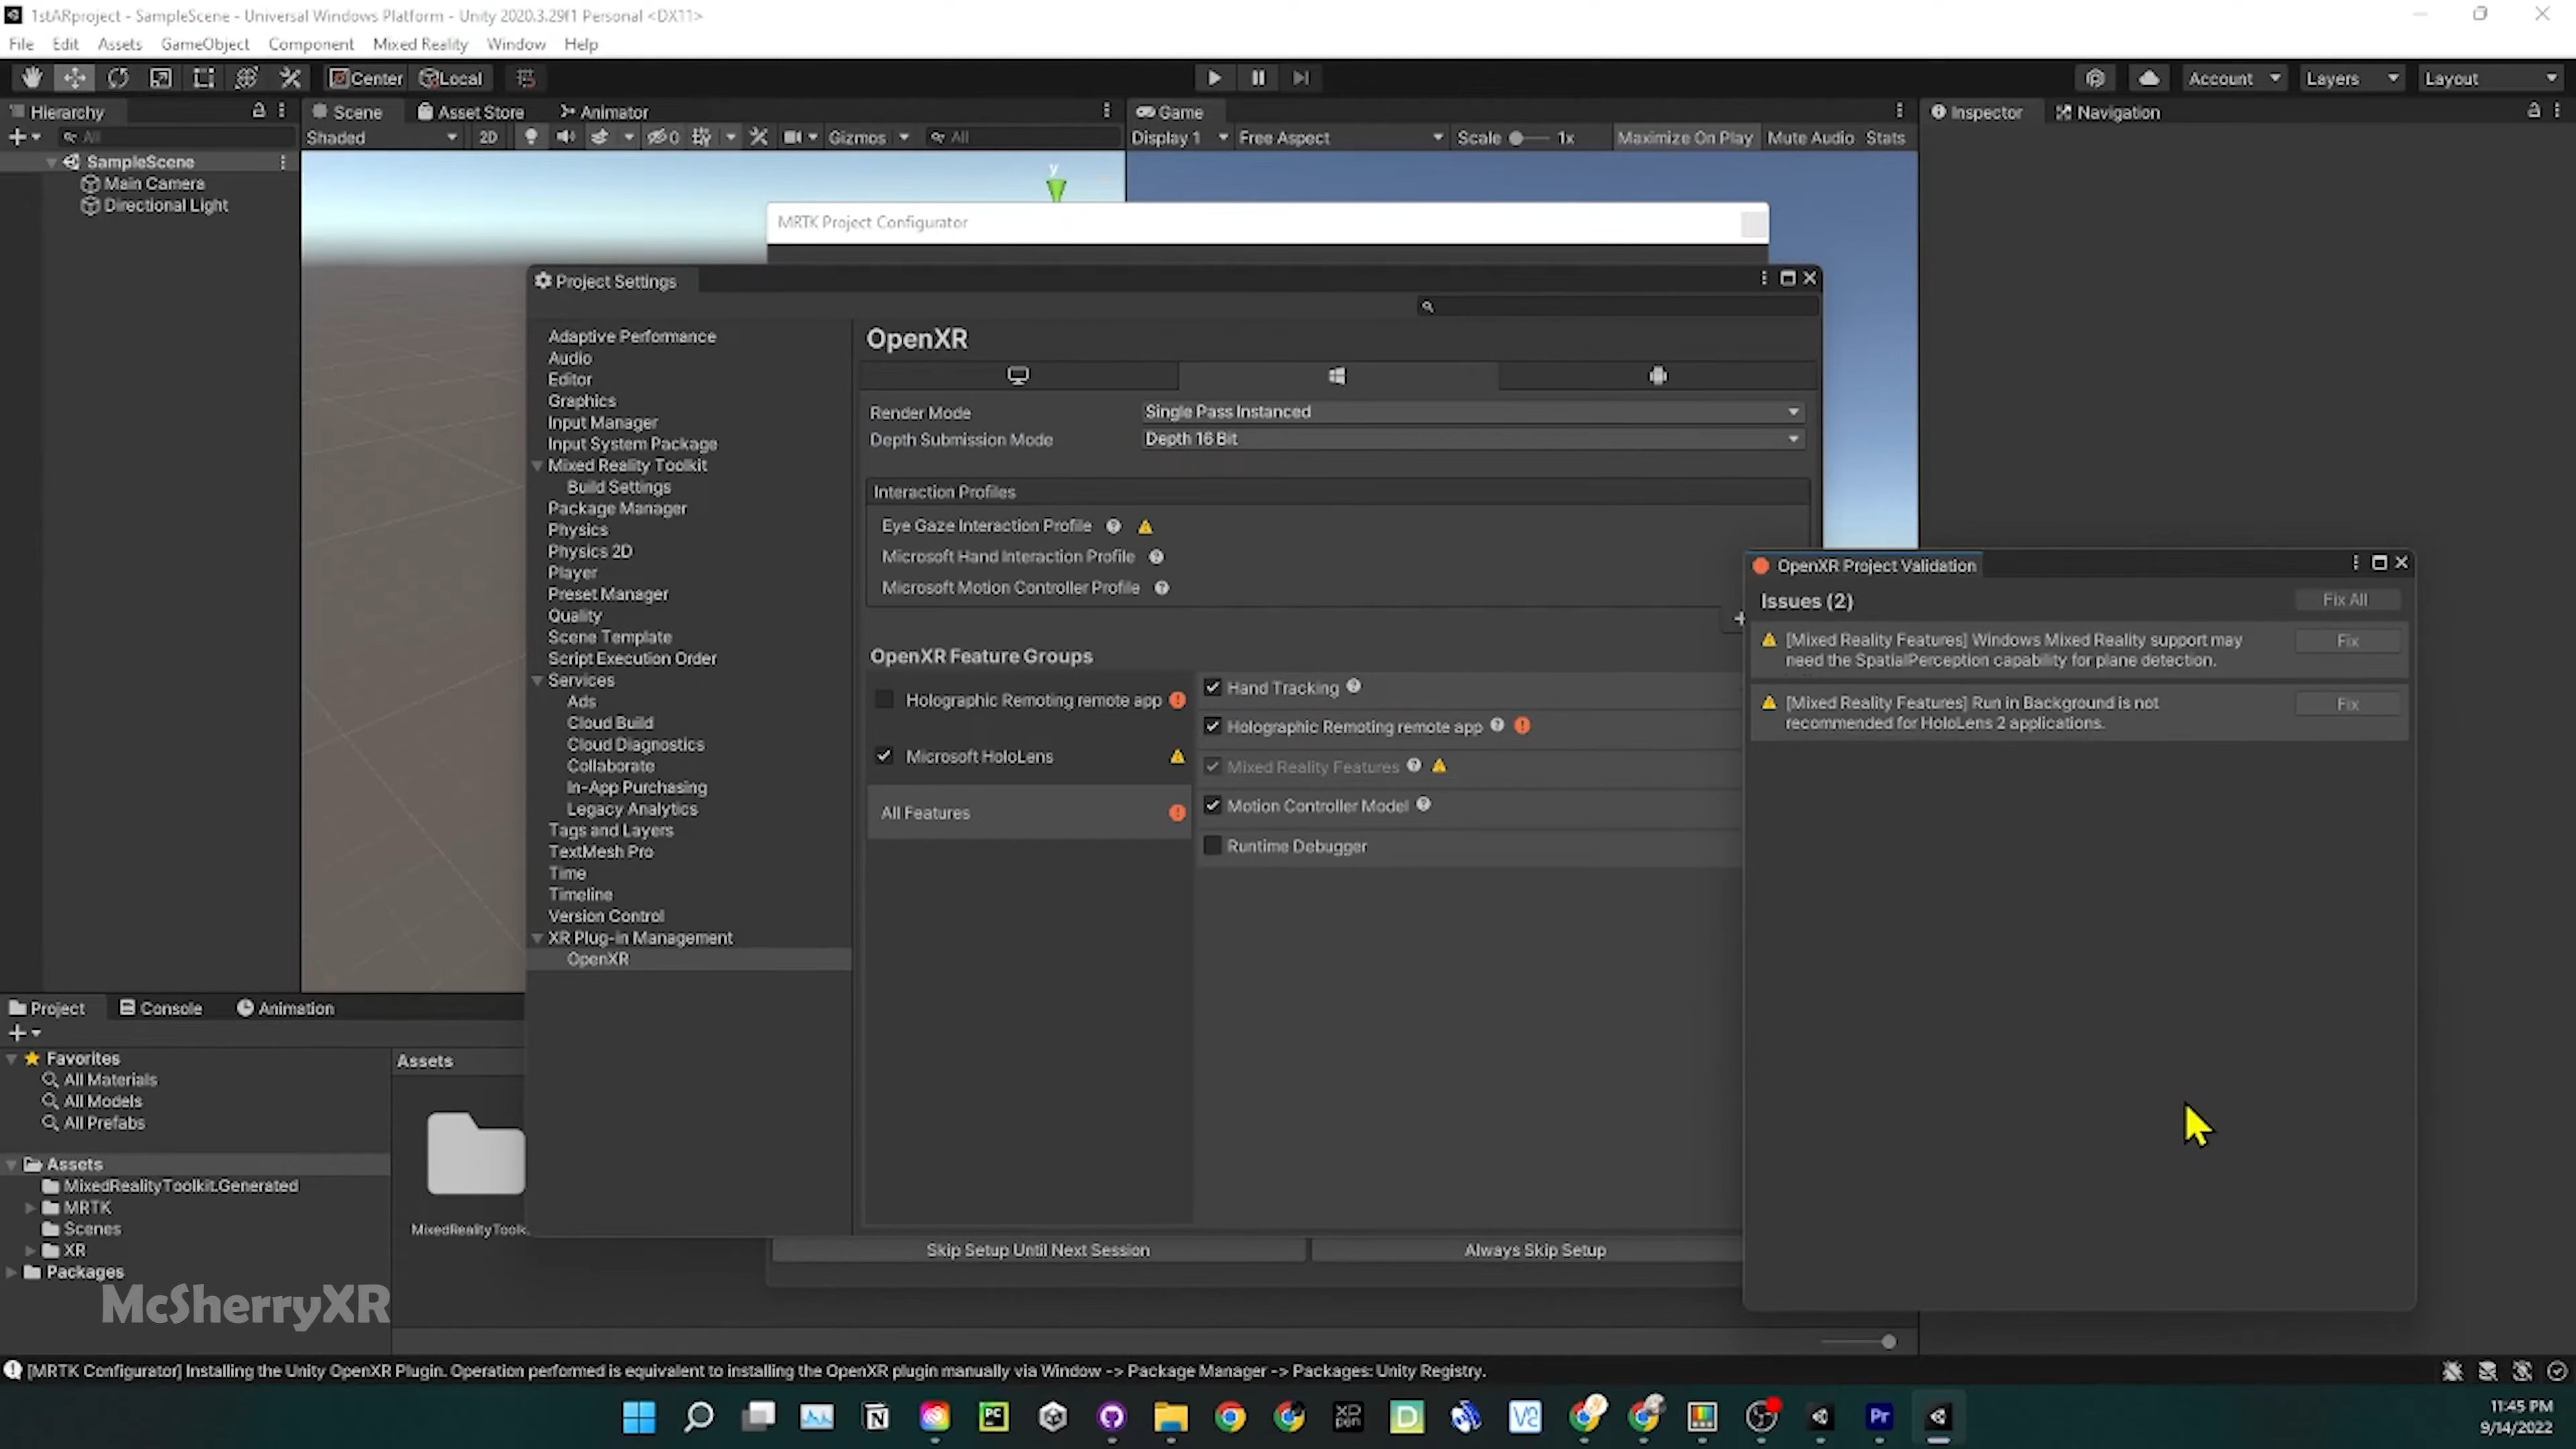 1stARproject - SampleScene - Universal Windows Platform - Unity 2020.3.29f1 Personal <DX11>
File Edit Assets GameObject Component Mixed Reality Window Help
Center Local Account Layers Layout
Hierarchy
All
SampleScene
Main Camera
Directional Light
Scene Asset Store Animator
Shaded 2D 0 Gizmos All
y
Game
Display 1 Free Aspect Scale 1x Maximize On Play Mute Audio Stats
Inspector Navigation
MRTK Project Configurator
Project Settings
Adaptive Performance
Audio
Editor
Graphics
Input Manager
Input System Package
Mixed Reality Toolkit
Build Settings
Package Manager
Physics
Physics 2D
Player
Preset Manager
Quality
Scene Template
Script Execution Order
Services
Ads
Cloud Build
Cloud Diagnostics
Collaborate
In-App Purchasing
Legacy Analytics
Tags and Layers
TextMesh Pro
Time
Timeline
Version Control
XR Plug-in Management
OpenXR
OpenXR
Render Mode Single Pass Instanced
Depth Submission Mode Depth 16 Bit
Interaction Profiles
Eye Gaze Interaction Profile
Microsoft Hand Interaction Profile
Microsoft Motion Controller Profile
OpenXR Feature Groups
Holographic Remoting remote app
Microsoft HoloLens
All Features
Hand Tracking
Holographic Remoting remote app
Mixed Reality Features
Motion Controller Model
Runtime Debugger
OpenXR Project Validation
Issues (2) Fix All
[Mixed Reality Features] Windows Mixed Reality support may
need the SpatialPerception capability for plane detection.
Fix
[Mixed Reality Features] Run in Background is not
recommended for HoloLens 2 applications.
Fix
Skip Setup Until Next Session Always Skip Setup
Project Console Animation
Favorites
All Materials
All Models
All Prefabs
Assets
MixedRealityToolkit.Generated
MRTK
Scenes
XR
Packages
Assets
MixedRealityToolk
McSherryXR
[MRTK Configurator] Installing the Unity OpenXR Plugin. Operation performed is equivalent to installing the OpenXR plugin manually via Window -> Package Manager -> Packages: Unity Registry.
PC
XP
pen
D
Pr
11:45 PM
9/14/2022